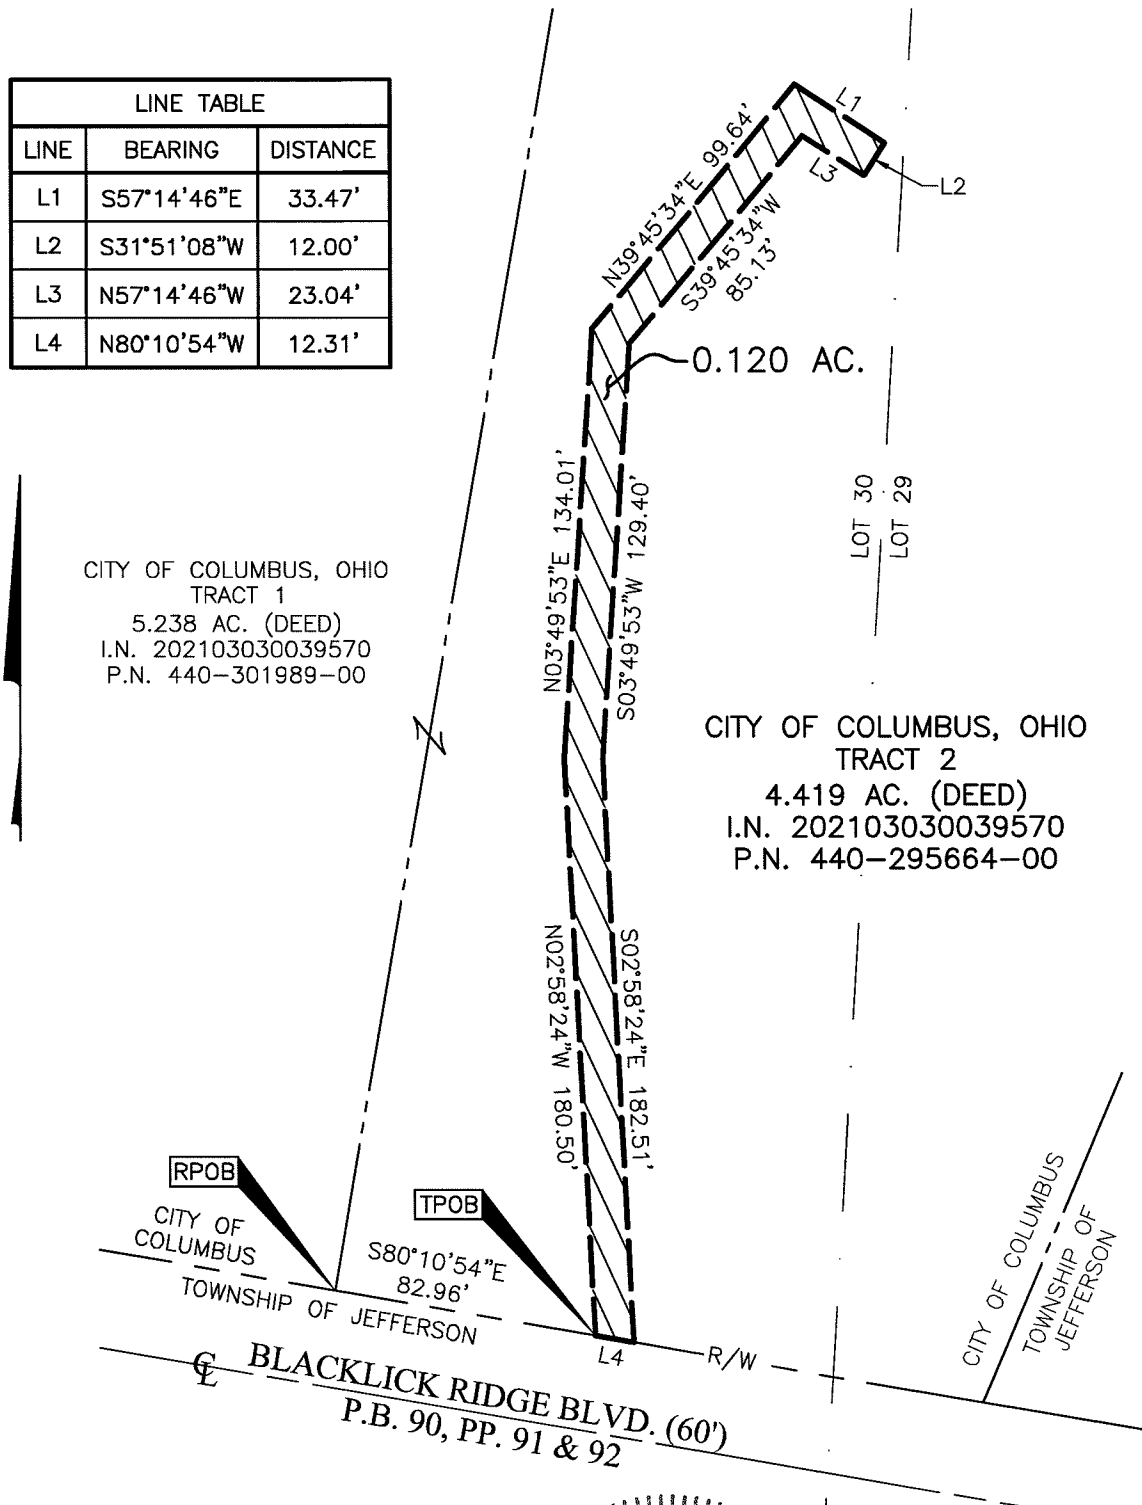 LINE TABLE
LINE BEARING DISTANCE
L1 S57°14'46"E 33.47'
L2 S31°51'08"W 12.00'
L3 N57°14'46"W 23.04'
L4 N80°10'54"W 12.31'
L1
L3
L2
N39°45'34"E 99.64'
S39°45'34"W
85.13'
0.120 AC.
N03°49'53"E 134.01'
S03°49'53"W 129.40'
LOT 30
LOT 29
CITY OF COLUMBUS, OHIO
TRACT 1
5.238 AC. (DEED)
I.N. 202103030039570
P.N. 440-301989-00
CITY OF COLUMBUS, OHIO
TRACT 2
4.419 AC. (DEED)
I.N. 202103030039570
P.N. 440-295664-00
N02°58'24"W 180.50'
S02°58'24"E 182.51'
RPOB
TPOB
CITY OF
COLUMBUS
S80°10'54"E
82.96'
TOWNSHIP OF JEFFERSON
L4
R/W
CITY OF COLUMBUS
TOWNSHIP OF
JEFFERSON
℄ BLACKLICK RIDGE BLVD. (60')
P.B. 90, PP. 91 & 92